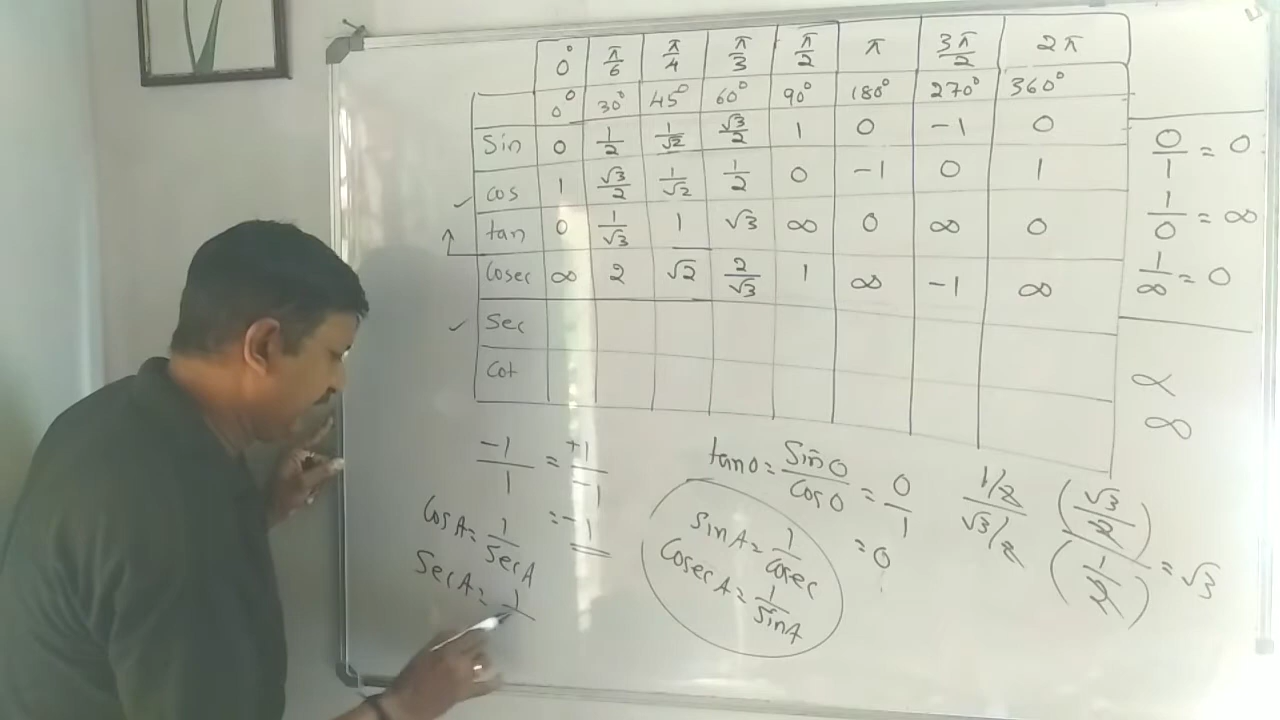 0° π/6 π/4 π/3 π/2 π 3π/2 2π
0° 30° 45° 60° 90° 180° 270° 360°
Sin 0 1/2 1/√2 √3/2 1 0 -1 0
cos 1 √3/2 1/√2 1/2 0 -1 0 1
tan 0 1/√3 1 √3 ∞ 0 ∞ 0
Cosec ∞ 2 √2 2/√3 1 ∞ -1 ∞
Sec
Cot
0/1 = 0
1/0 = ∞
1/∞ = 0
∝
∞
-1/1 = +1/-1
= -1
CosA = 1/SecA
SecA = 1/
tan0 = Sin0/Cos0 = 0/1
= 0
SinA = 1/Cosec
CosecA = 1/SinA
1/2/√3/2
(√3/2)/(1/2) = √3